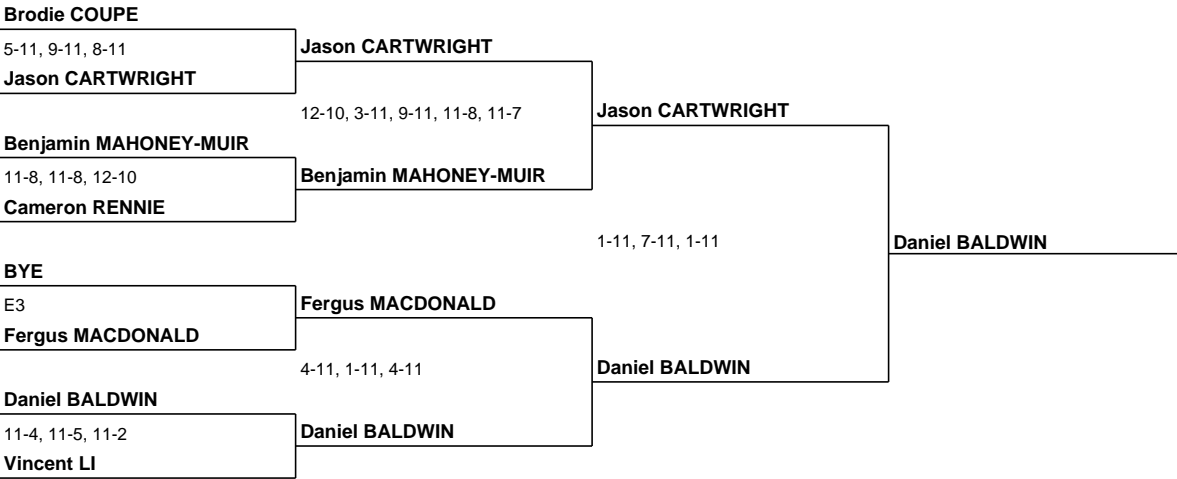 Brodie COUPE
5-11, 9-11, 8-11
Jason CARTWRIGHT
Benjamin MAHONEY-MUIR
11-8, 11-8, 12-10
Cameron RENNIE
BYE
E3
Fergus MACDONALD
Daniel BALDWIN
11-4, 11-5, 11-2
Vincent LI
Jason CARTWRIGHT
12-10, 3-11, 9-11, 11-8, 11-7
Benjamin MAHONEY-MUIR
Fergus MACDONALD
4-11, 1-11, 4-11
Daniel BALDWIN
Jason CARTWRIGHT
1-11, 7-11, 1-11
Daniel BALDWIN
Daniel BALDWIN